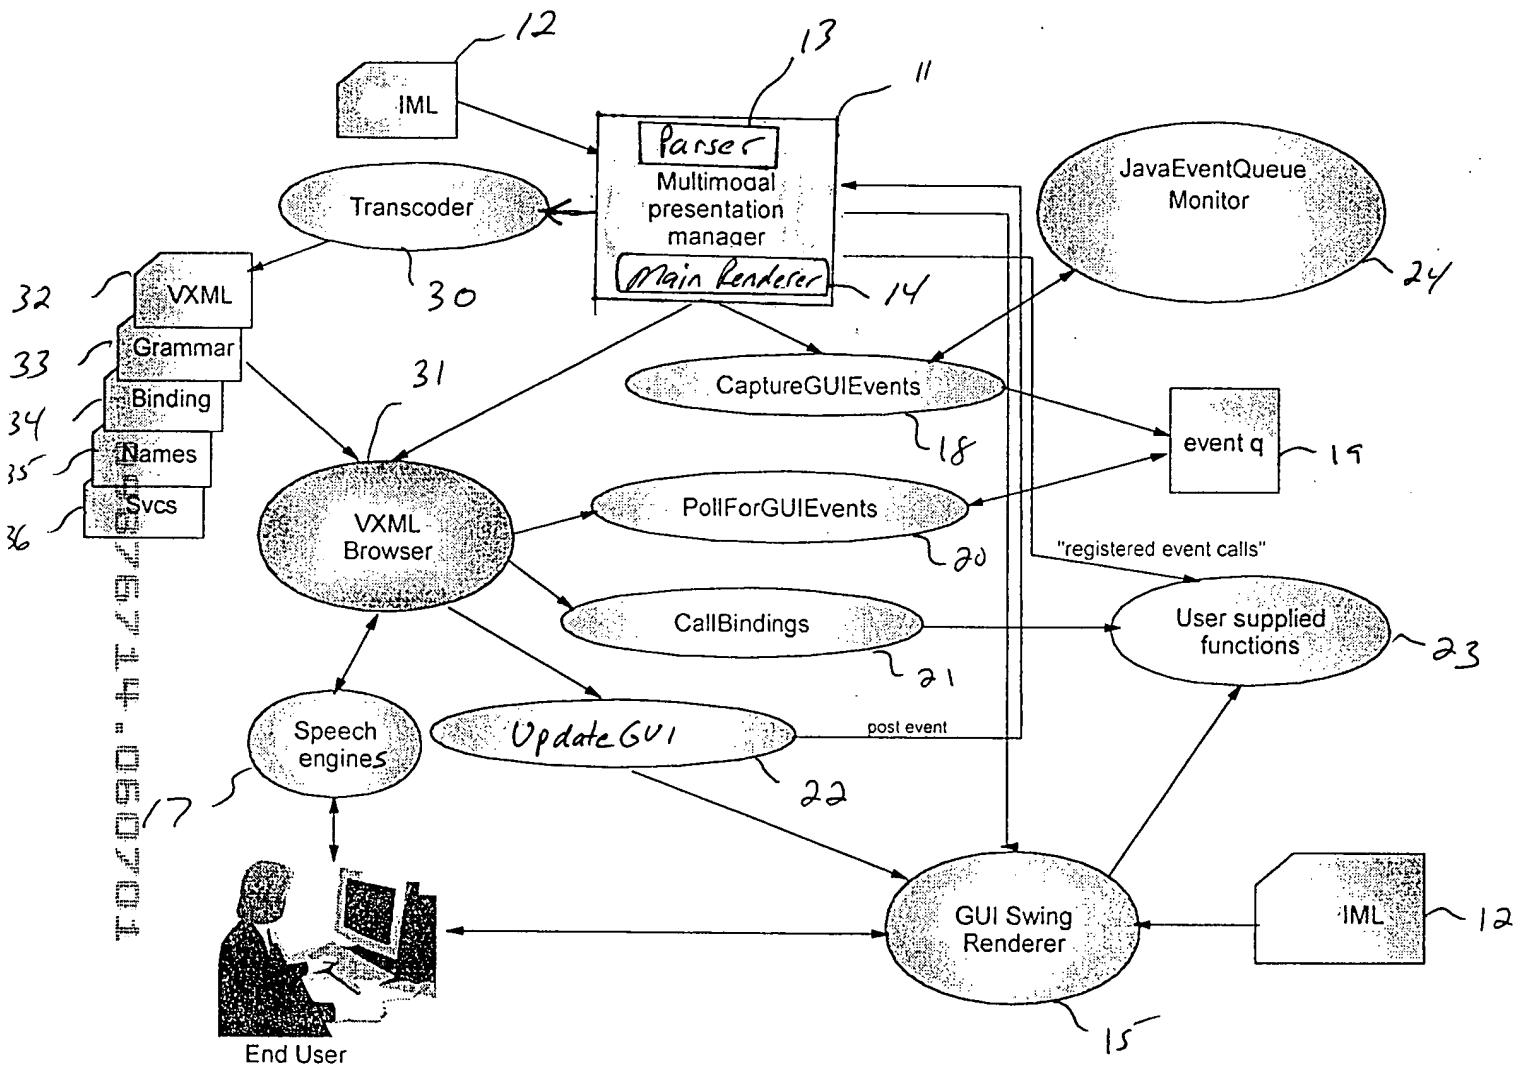 12
13
11
IML
Parser
Multimodal
presentation
manager
Main Renderer
14
JavaEventQueue
Monitor
24
Transcoder
30
32
VXML
33
Grammar
34
Binding
35
Names
36
Svcs
31
CaptureGUIEvents
18
event q
19
VXML
Browser
PollForGUIEvents
20
"registered event calls"
CallBindings
21
User supplied
functions
23
Speech
engines
17
UpdateGUI
22
post event
GUI Swing
Renderer
15
IML
12
End User